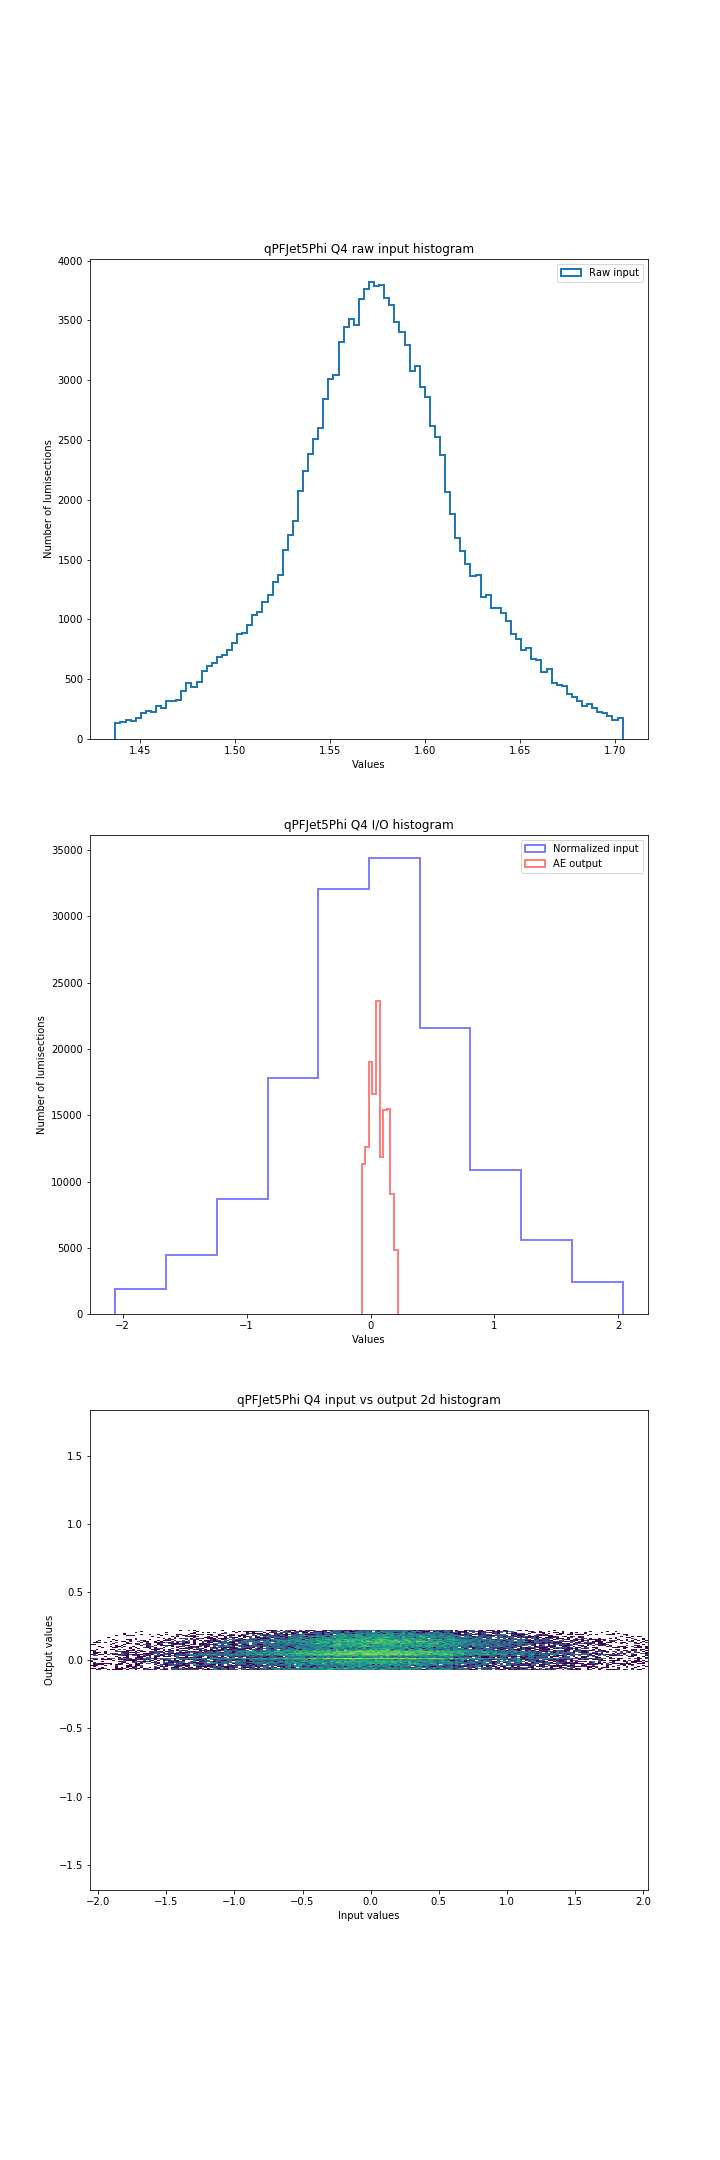 qPFJet5Phi Q4 raw input histogram
Raw input
4000
3500
3000
2500
2000
1500
1000
500
0
Number of lumisections
1.45 1.50 1.55 1.60 1.65 1.70
Values
qPFJet5Phi Q4 I/O histogram
Normalized input
AE output
35000
30000
25000
20000
15000
10000
5000
0
Number of lumisections
−2 −1 0 1 2
Values
qPFJet5Phi Q4 input vs output 2d histogram
1.5
1.0
0.5
0.0
−0.5
−1.0
−1.5
Output values
−2.0 −1.5 −1.0 −0.5 0.0 0.5 1.0 1.5 2.0
Input values